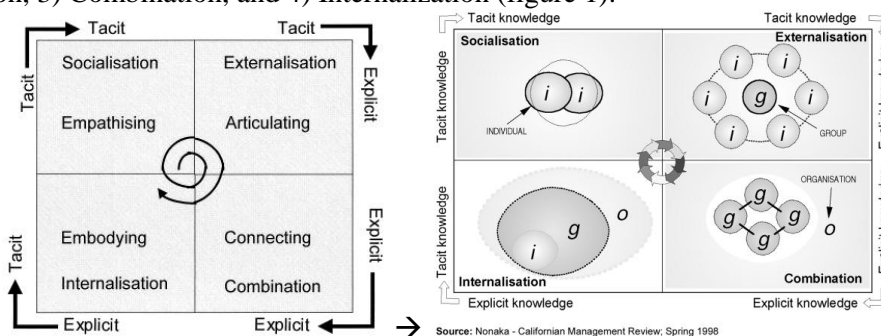 on, 3) Combination, and 4) Internalization (figure 1).
Tacit
Tacit
Tacit
Socialisation
Externalisation
Explicit
Empathising
Articulating
Embodying
Connecting
Tacit
Internalisation
Combination
Explicit
Explicit
Explicit
→
Tacit knowledge
Tacit knowledge
Tacit knowledge
Socialisation
Externalisation
i
i
INDIVIDUAL
i
i
i
g
i
i
i
GROUP
Tacit knowledge
i
g
o
Internalisation
ORGANISATION
g
g
g
g
o
Combination
Explicit knowledge
Explicit knowledge
Source: Nonaka - Californian Management Review; Spring 1998